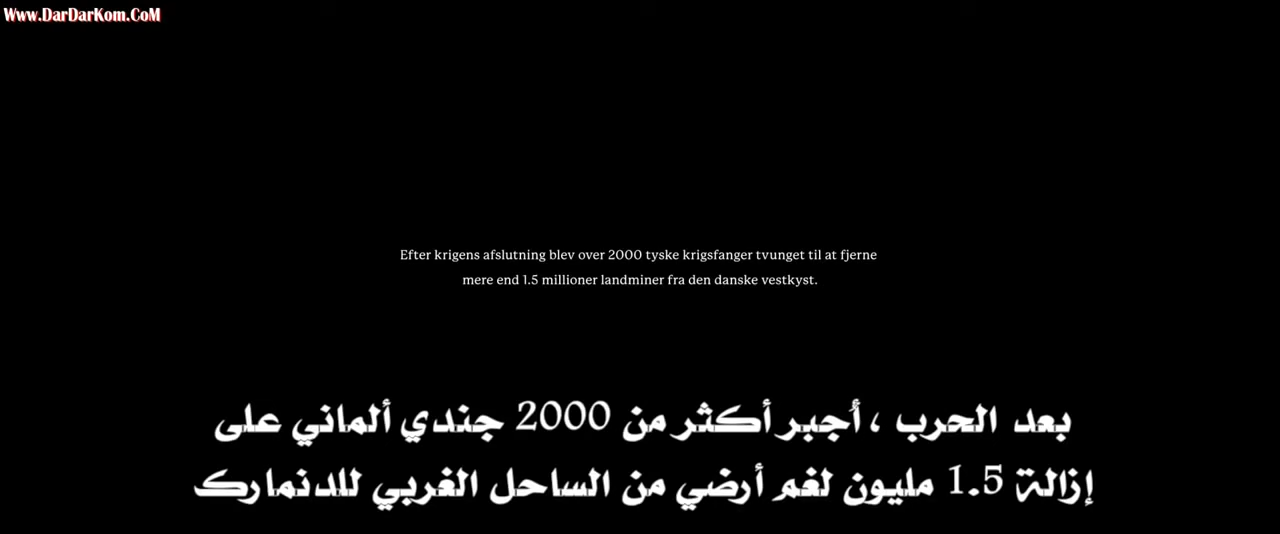 Www.DarDarKom.CoM
Efter krigens afslutning blev over 2000 tyske krigsfanger tvunget til at fjerne
mere end 1.5 millioner landminer fra den danske vestkyst.
بعد الحرب ، أُجبر أكثر من 2000 جندي ألماني على
إزالة 1.5 مليون لغم أرضي من الساحل الغربي للدنمارك